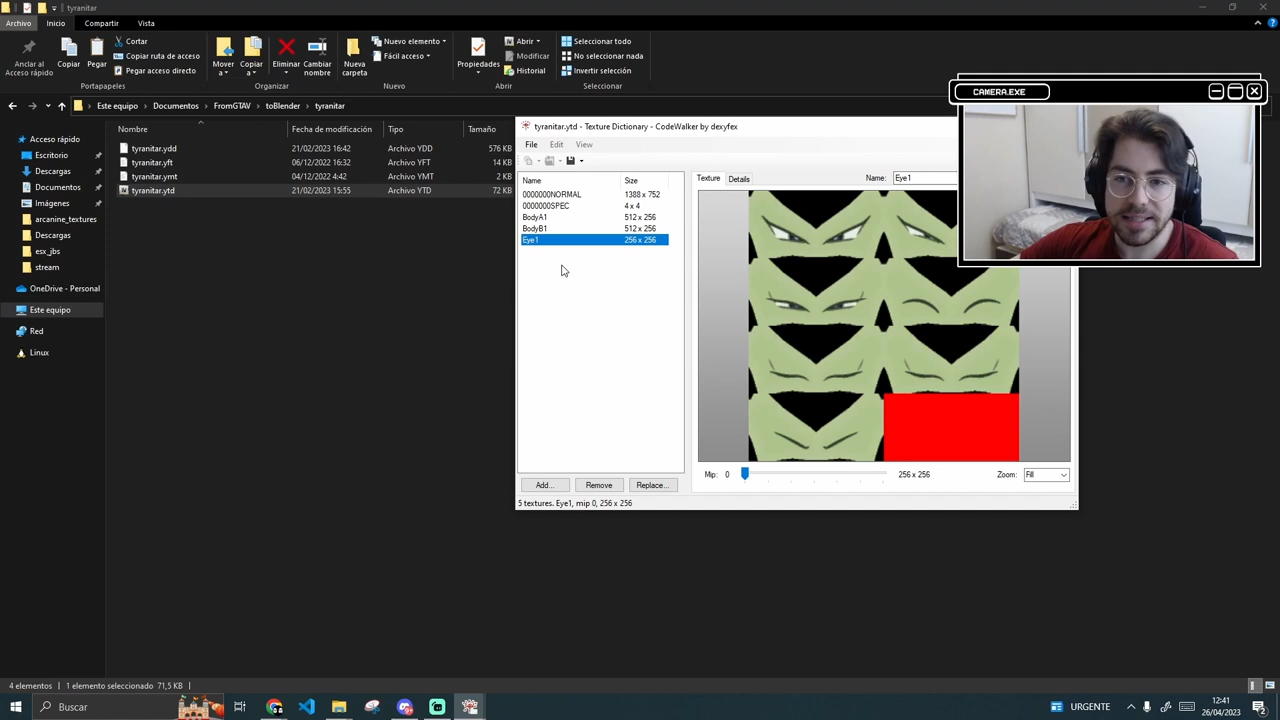 tyranitar
Archivo Inicio Compartir Vista
Anclar al
Acceso rápido
Copiar
Pegar
Cortar
Copiar ruta de acceso
Pegar acceso directo
Portapapeles
Mover
a
Copiar
a
Eliminar
Cambiar
nombre
Organizar
Nueva
carpeta
Nuevo elemento
Fácil acceso
Nuevo
Propiedades
Abrir
Modificar
Historial
Abrir
Seleccionar todo
No seleccionar nada
Invertir selección
Seleccionar
Este equipo > Documentos > FromGTAV > toBlender > tyranitar
Acceso rápido
Escritorio
Descargas
Documentos
Imágenes
arcanine_textures
Descargas
esx_jbs
stream
OneDrive - Personal
Este equipo
Red
Linux
Nombre Fecha de modificación Tipo Tamaño
tyranitar.ydd 21/02/2023 16:42 Archivo YDD 576 KB
tyranitar.yft 06/12/2022 16:32 Archivo YFT 14 KB
tyranitar.ymt 04/12/2022 4:42 Archivo YMT 2 KB
tyranitar.ytd 21/02/2023 15:55 Archivo YTD 72 KB
tyranitar.ytd - Texture Dictionary - CodeWalker by dexyfex
File Edit View
Name Size
0000000NORMAL 1388 x 752
0000000SPEC 4 x 4
BodyA1 512 x 256
BodyB1 512 x 256
Eye1 256 x 256
Add... Remove Replace...
5 textures. Eye1, mip 0, 256 x 256
Texture Details Name: Eye1
Mip: 0 256 x 256 Zoom: Fill
CAMERA.EXE
4 elementos 1 elemento seleccionado 71,5 KB
Buscar
URGENTE
12:41
26/04/2023
2